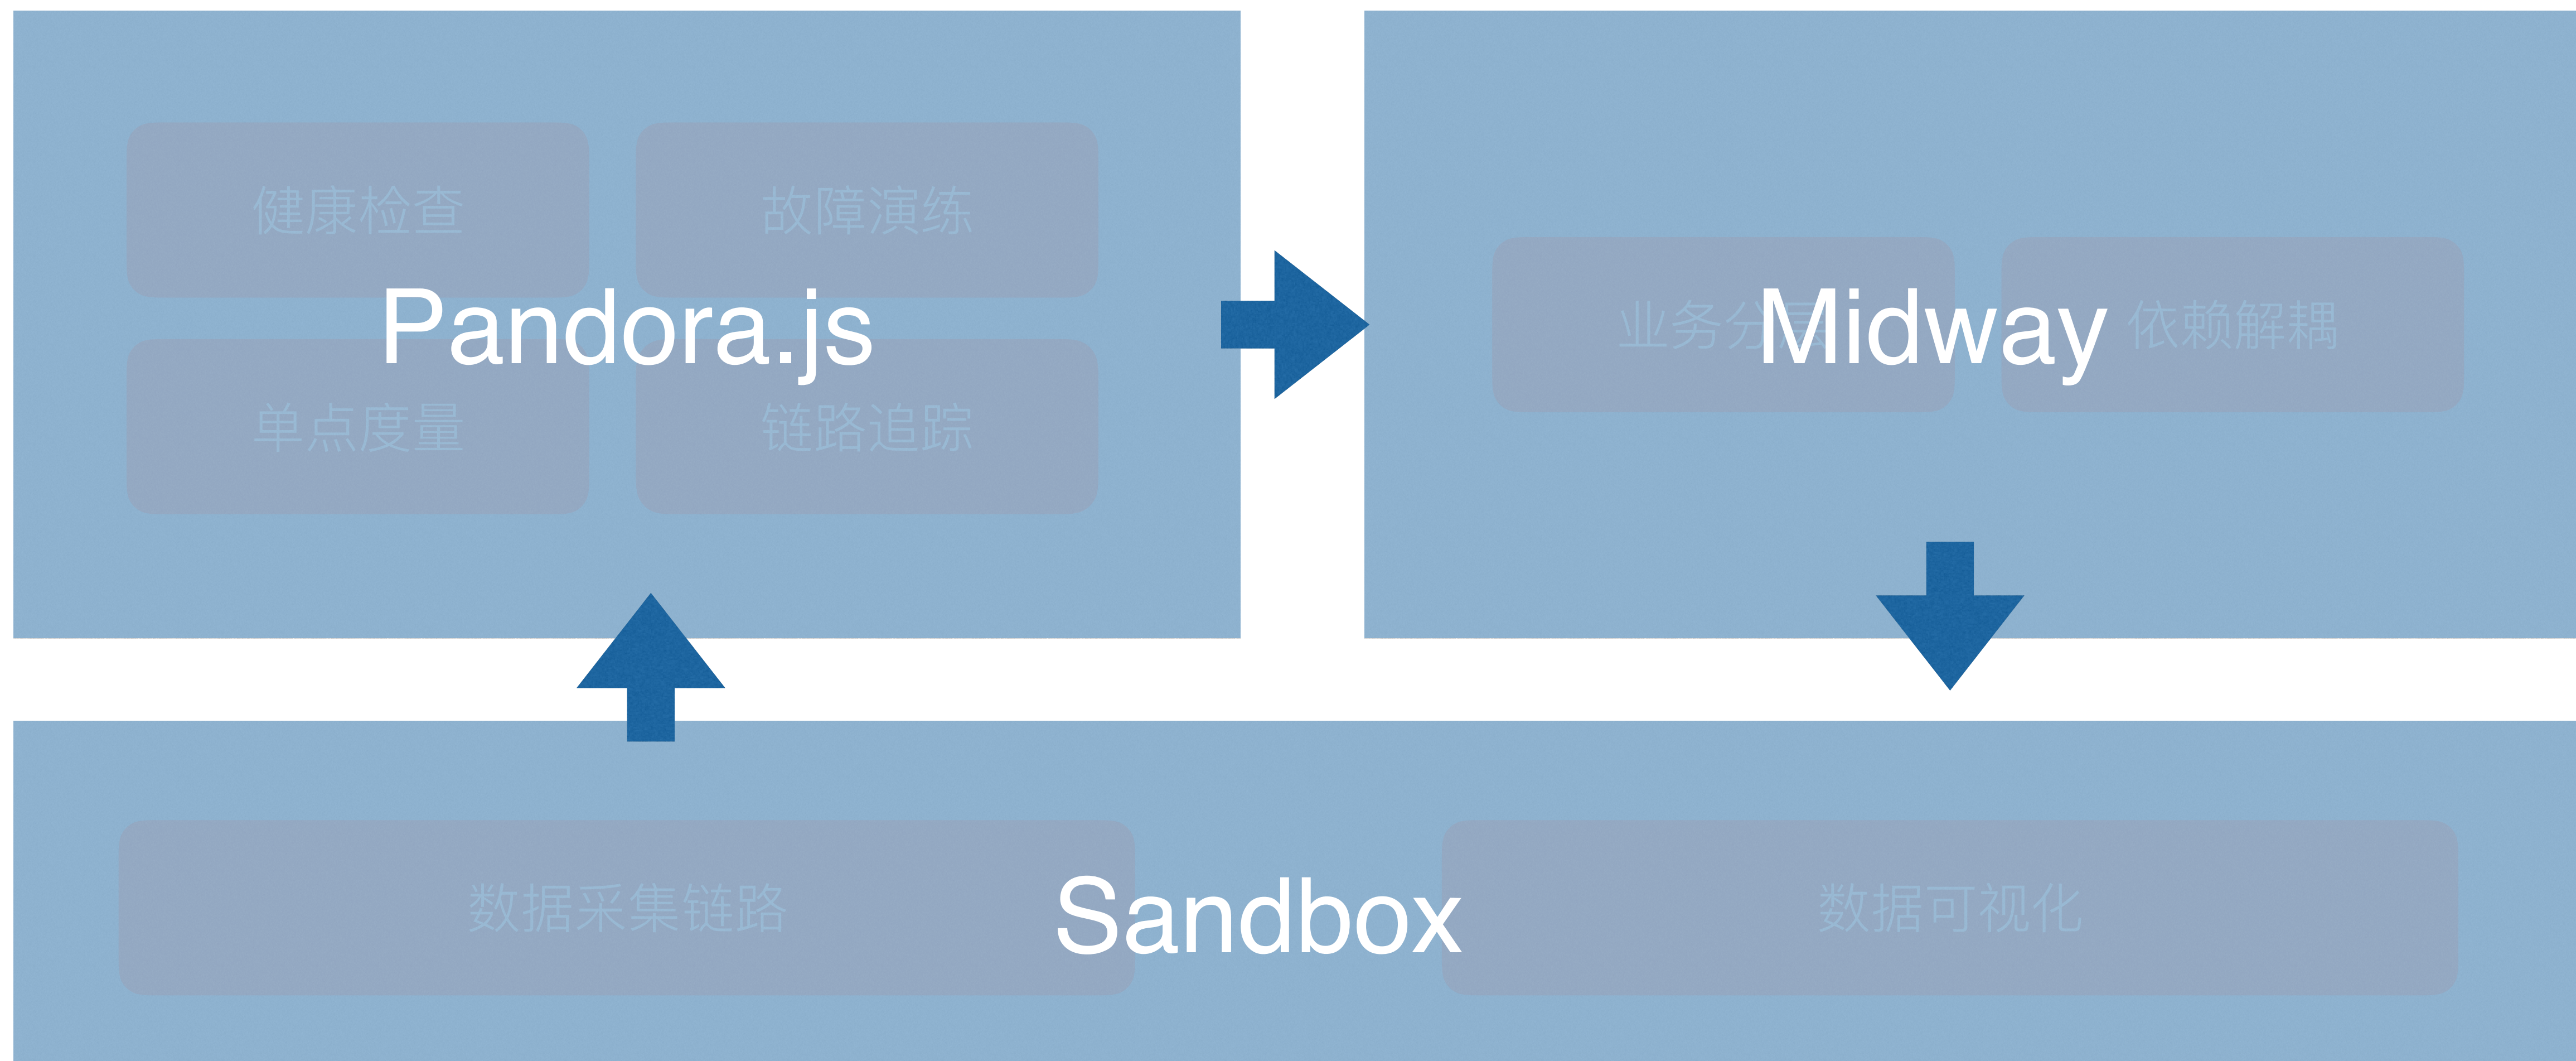 健康检查 故障演练
Pandora.js
单点度量 链路追踪
业务分层 Midway 依赖解耦
数据采集链路 Sandbox 数据可视化